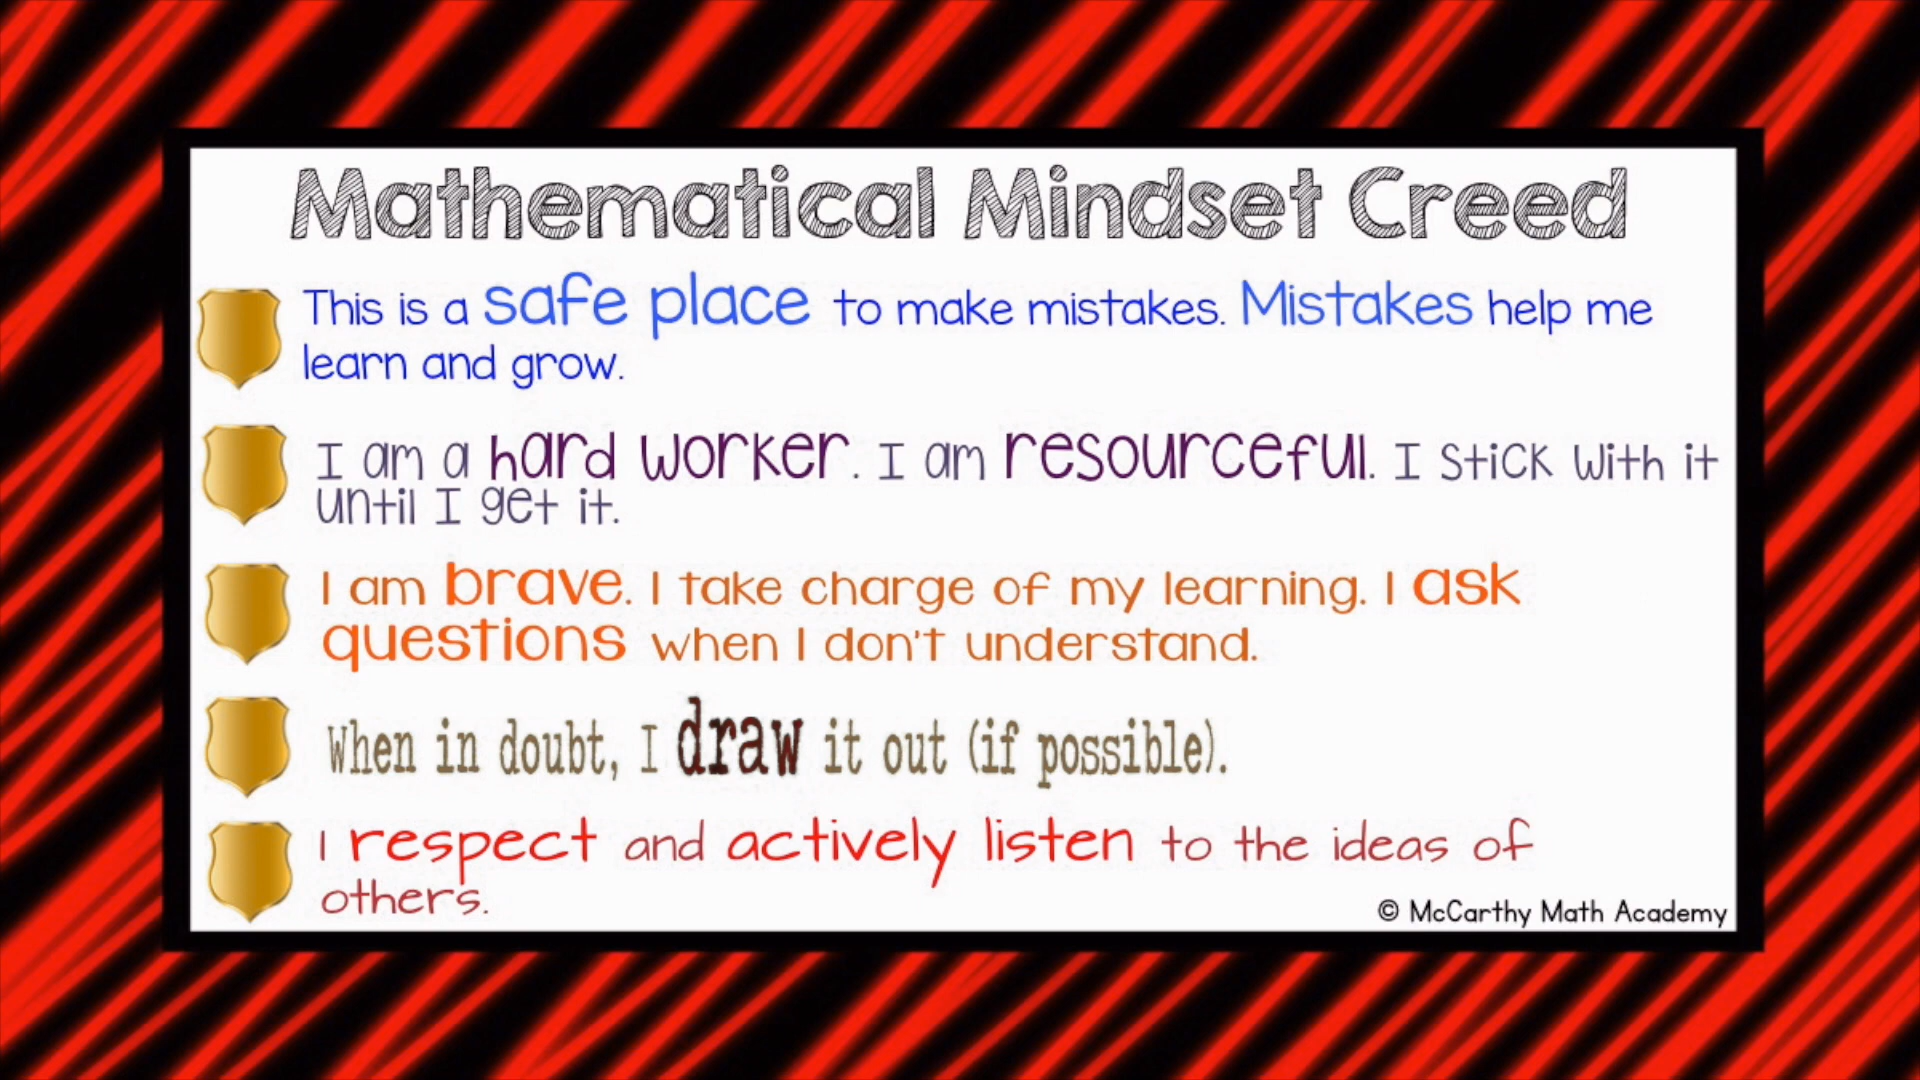 Mathematical Mindset Creed
This is a safe place to make mistakes. Mistakes help me
learn and grow.
I am a hard worker. I am resourceful. I stick with it
until I get it.
I am brave. I take charge of my learning. I ask
questions when I don't understand.
When in doubt, I draw it out (if possible).
I respect and actively listen to the ideas of
others.
© McCarthy Math Academy